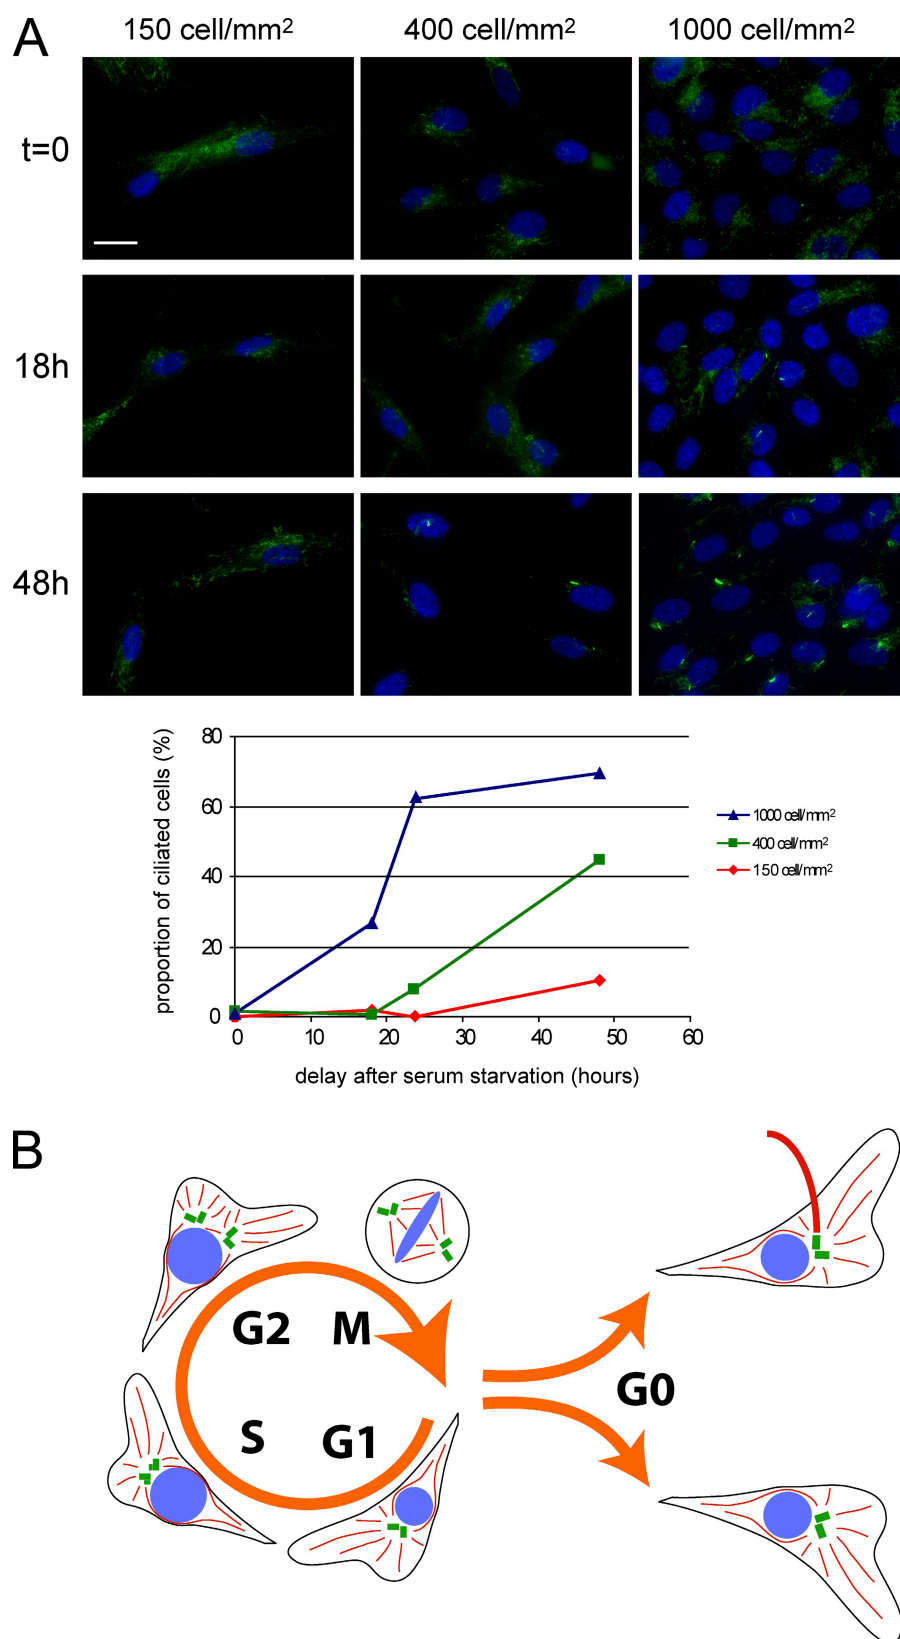 A
150 cell/mm² 400 cell/mm² 1000 cell/mm²
t=0
18h
48h
proportion of ciliated cells (%)
80
60
40
20
0
0 10 20 30 40 50 60
delay after serum starvation (hours)
1000 cell/mm²
400 cell/mm²
150 cell/mm²
B
G2 M
S G1
G0